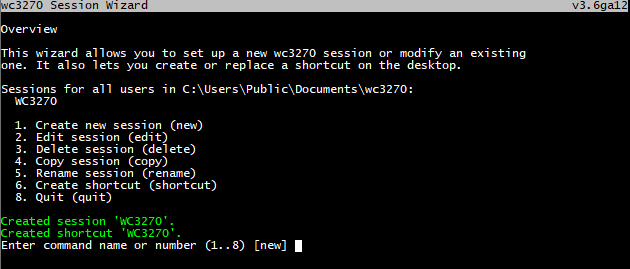 wc3270 Session Wizard v3.6ga12
Overview
This wizard allows you to set up a new wc3270 session or modify an existing
one. It also lets you create or replace a shortcut on the desktop.
Sessions for all users in C:\Users\Public\Documents\wc3270:
WC3270
1. Create new session (new)
2. Edit session (edit)
3. Delete session (delete)
4. Copy session (copy)
5. Rename session (rename)
6. Create shortcut (shortcut)
8. Quit (quit)
Created session 'WC3270'.
Created shortcut 'WC3270'.
Enter command name or number (1..8) [new]